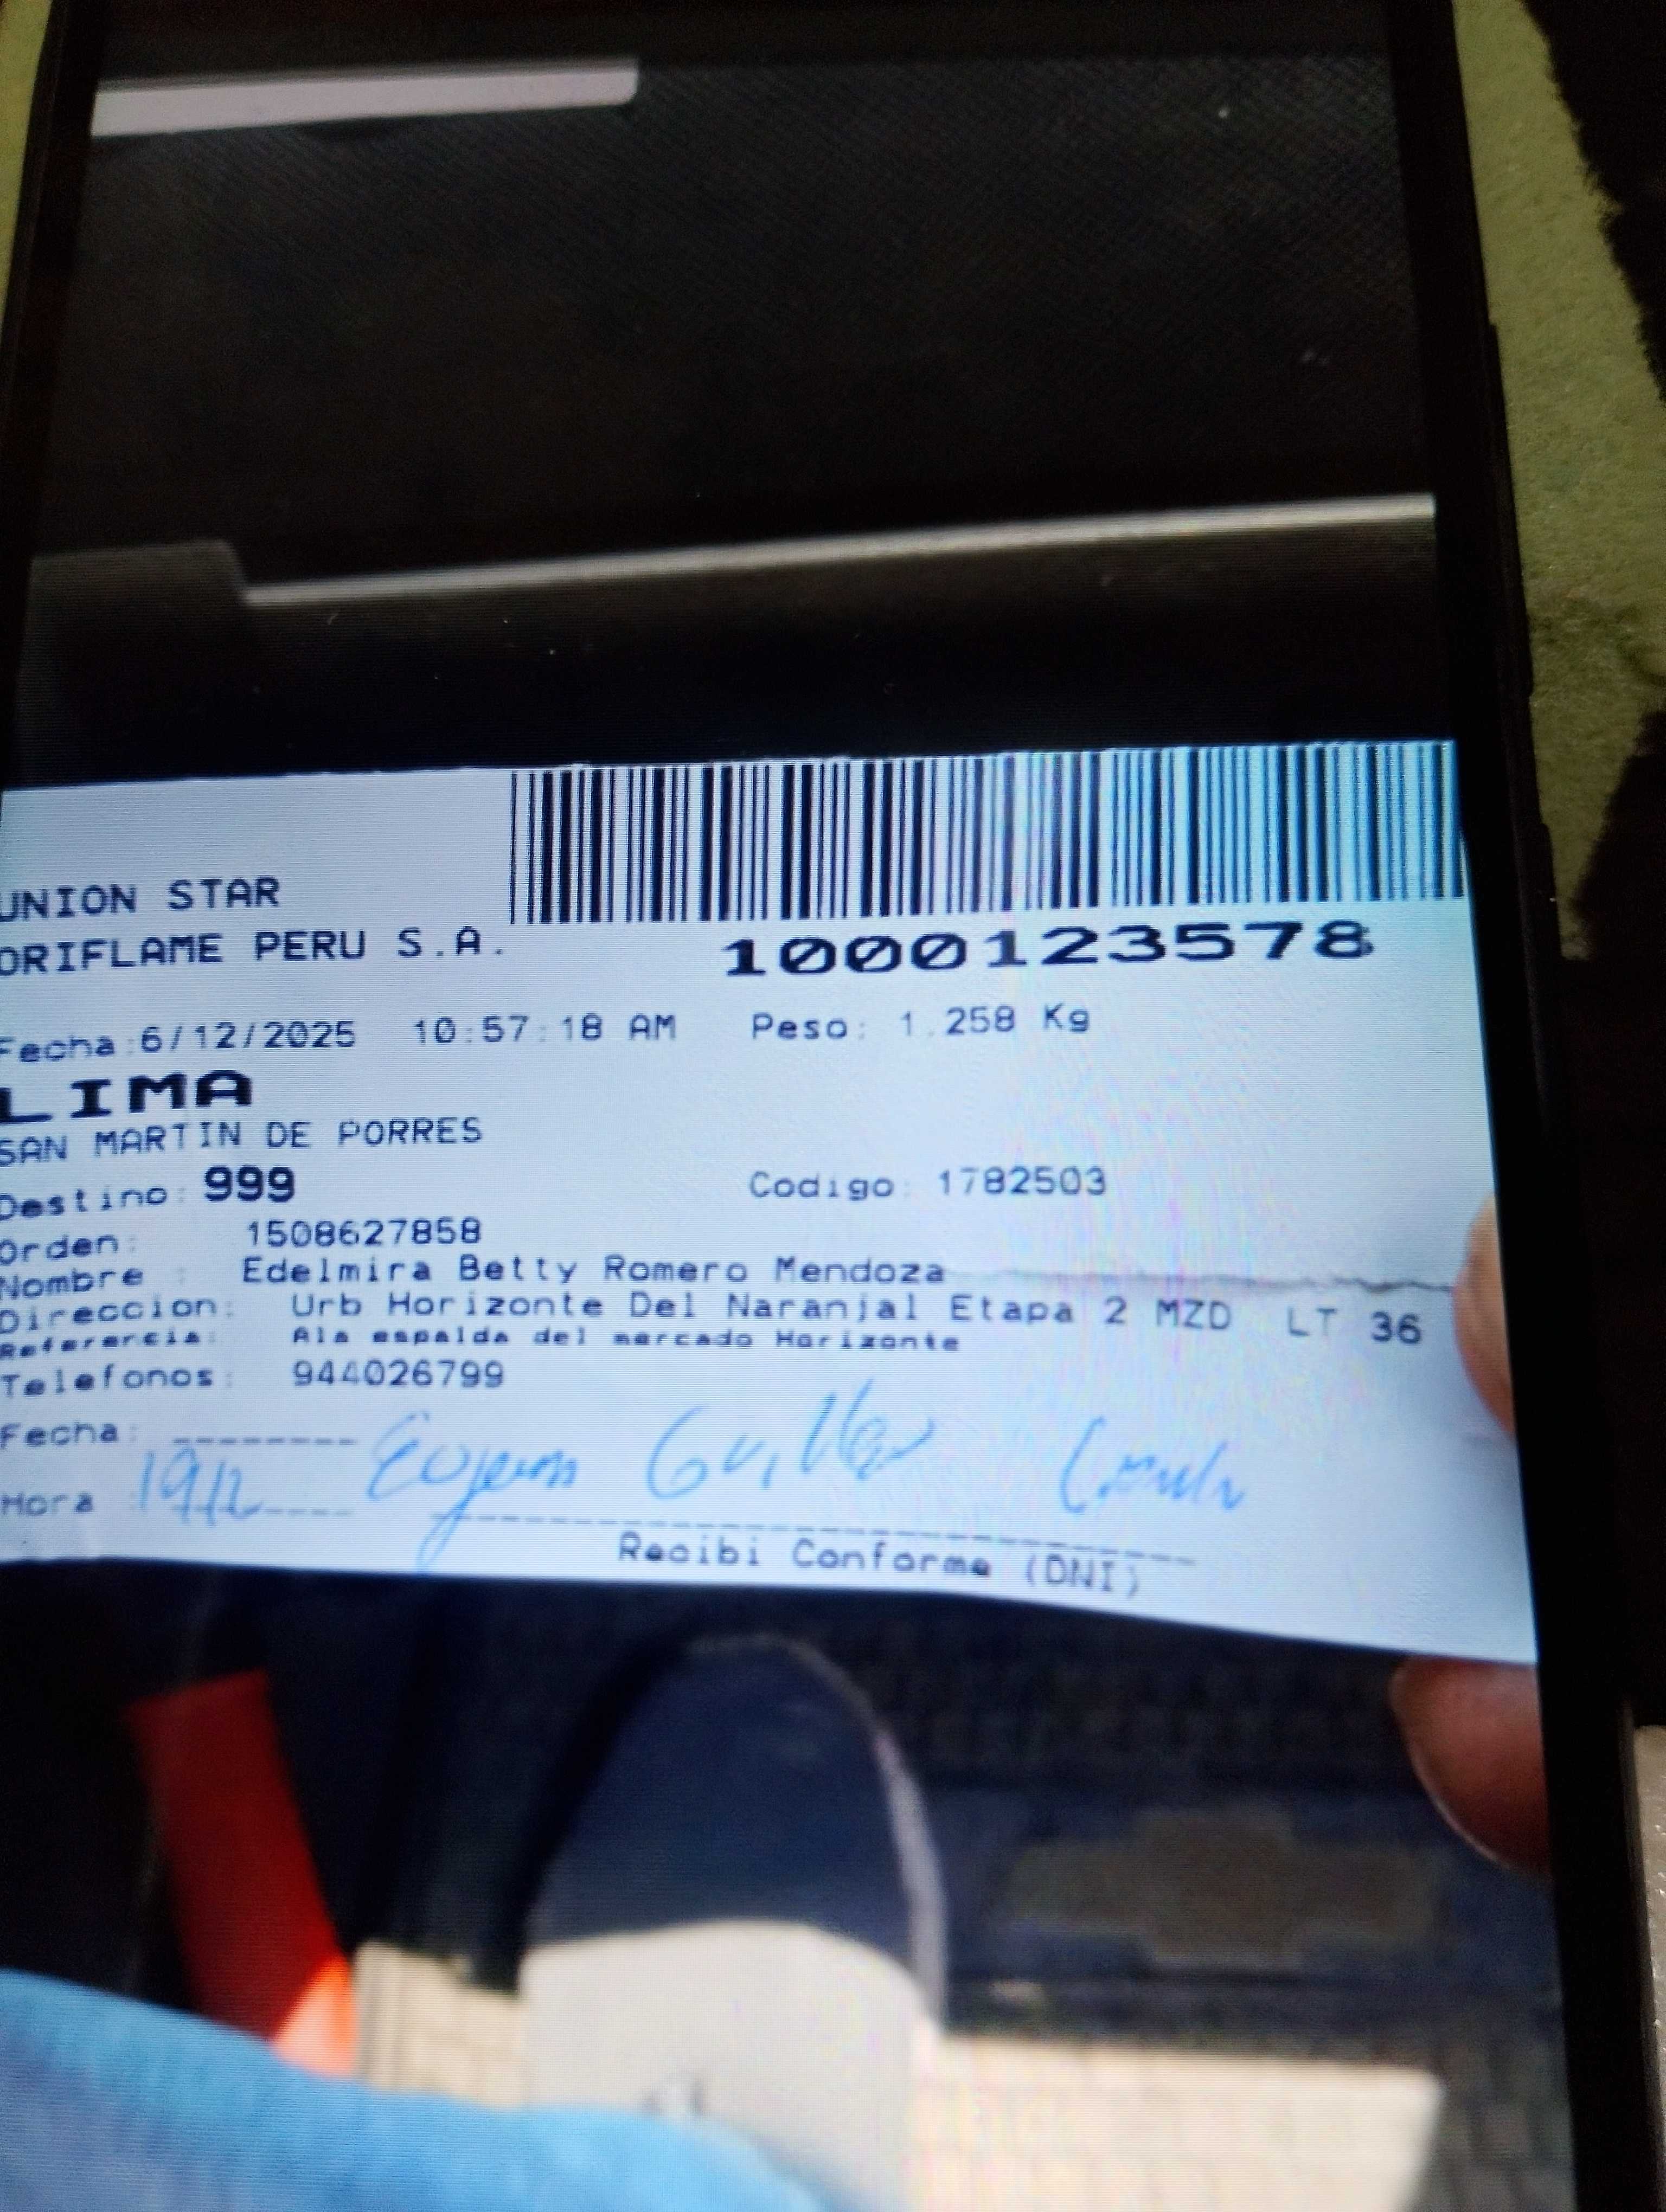 UNION STAR
ORIFLAME PERU S.A.
1000123578
Fecha:6/12/2025 10:57:18 AM Peso: 1.258 Kg
LIMA
SAN MARTIN DE PORRES
Destino: 999 Codigo: 1782503
Orden: 1508627858
Nombre : Edelmira Betty Romero Mendoza
Direccion: Urb Horizonte Del Naranjal Etapa 2 MZD LT 36
Referencia: Ala espalda del mercado Horizonte
Telefonos: 944026799
Fecha:
Hora 19/12
Recibi Conforme (DNI)